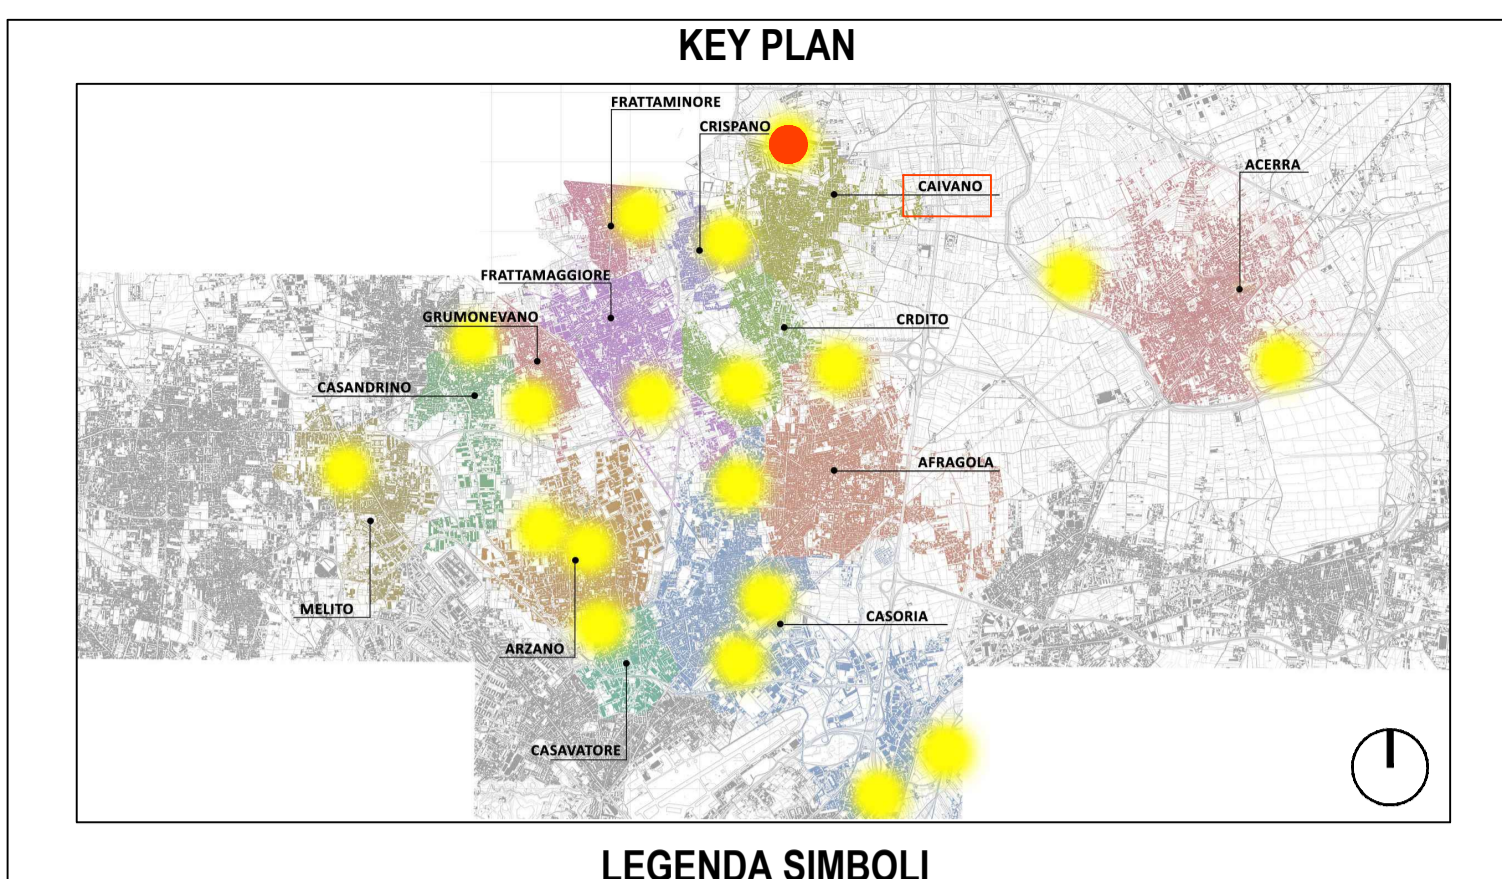 KEY PLAN
FRATTAMINORE
CRISPANO
ACERRA
CAIVANO
FRATTAMAGGIORE
GRUMONEVANO
CRDITO
CASANDRINO
AFRAGOLA
MELITO
CASORIA
ARZANO
CASAVATORE
LEGENDA SIMBOLI